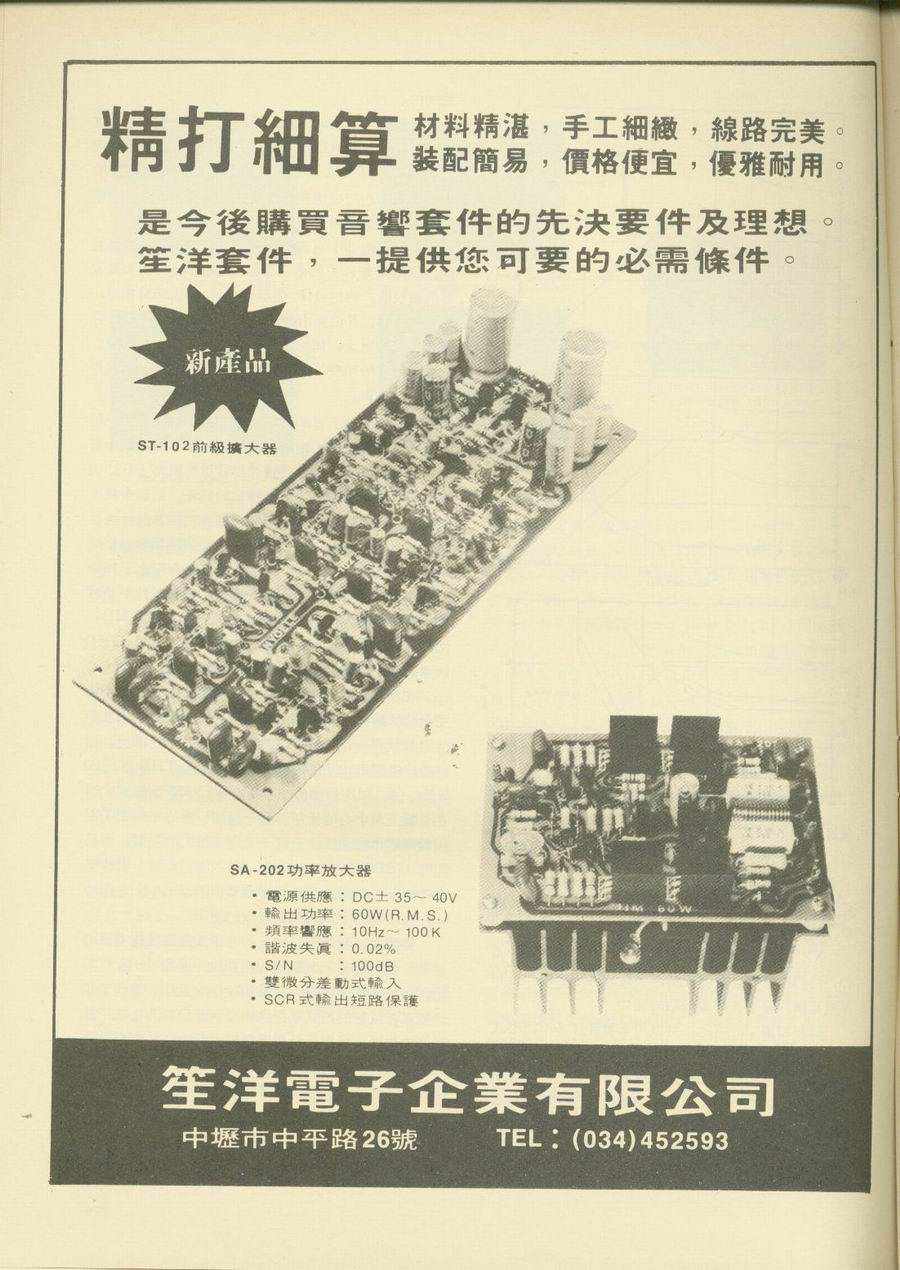 精打細算
材料精湛，手工細緻，線路完美。
裝配簡易，價格便宜，優雅耐用。
是今後購買音響套件的先決要件及理想。
笙洋套件，一提供您可要的必需條件。
新產品
ST-102前級擴大器
SA-202功率放大器
• 電源供應：DC± 35～40V
• 輸出功率：60W(R.M.S.)
• 頻率響應：10Hz～100K
• 諧波失眞：0.02%
• S/N ：100dB
• 雙微分差動式輸入
• SCR式輸出短路保護
笙洋電子企業有限公司
中壢市中平路26號 TEL：(034)452593